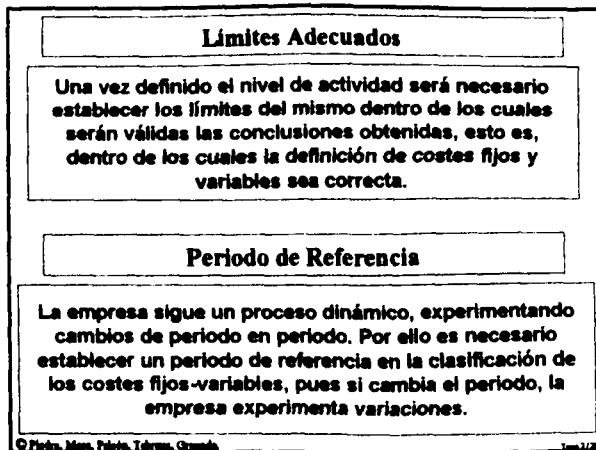 Límites Adecuados
Una vez definido el nivel de actividad será necesario
establecer los límites del mismo dentro de los cuales
serán válidas las conclusiones obtenidas, esto es,
dentro de los cuales la definición de costes fijos y
variables sea correcta.
Periodo de Referencia
La empresa sigue un proceso dinámico, experimentando
cambios de periodo en periodo. Por ello es necesario
establecer un periodo de referencia en la clasificación de
los costes fijos-variables, pues si cambia el periodo, la
empresa experimenta variaciones.
©